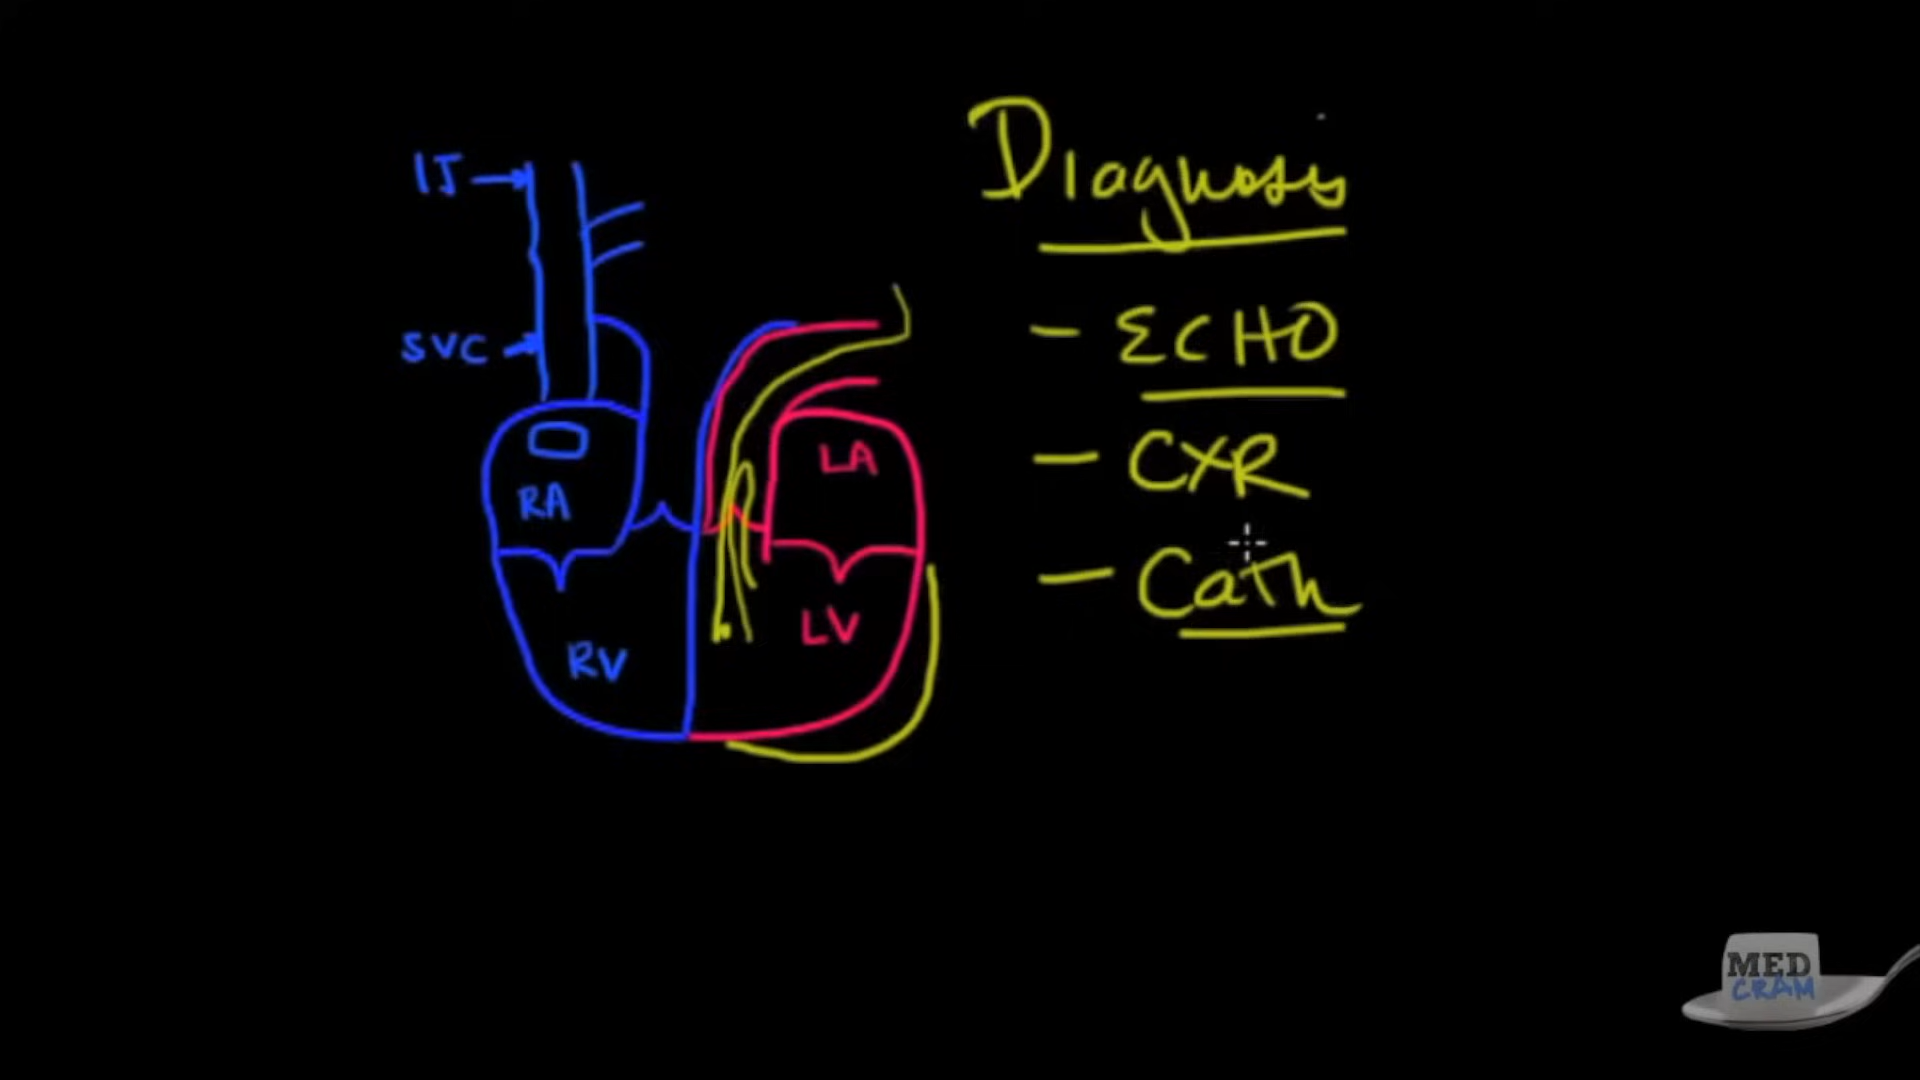 Diagnosis
IJ
- ECHO
SVC
- CXR
LA
RA
- Cath
LV
RV
MED
CRAM